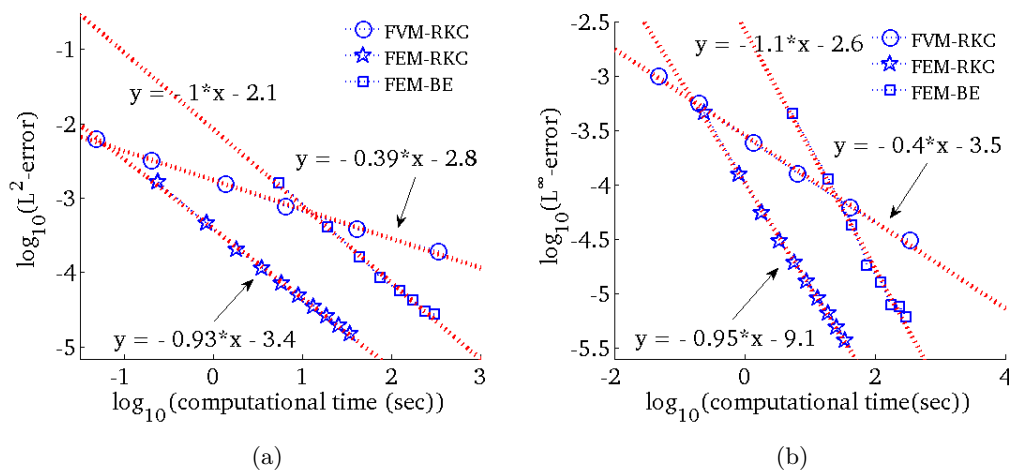 -1
-2
-3
-4
-5
-1
0
1
2
3
log10(L2-error)
log10(computational time (sec))
FVM-RKC
FEM-RKC
FEM-BE
y = - 1*x - 2.1
y = - 0.39*x - 2.8
y = - 0.93*x - 3.4
(a)
-2.5
-3
-3.5
-4
-4.5
-5
-5.5
-2
0
2
4
log10(L∞-error)
log10(computational time(sec))
FVM-RKC
FEM-RKC
FEM-BE
y = - 1.1*x - 2.6
y = - 0.4*x - 3.5
y = - 0.95*x - 9.1
(b)